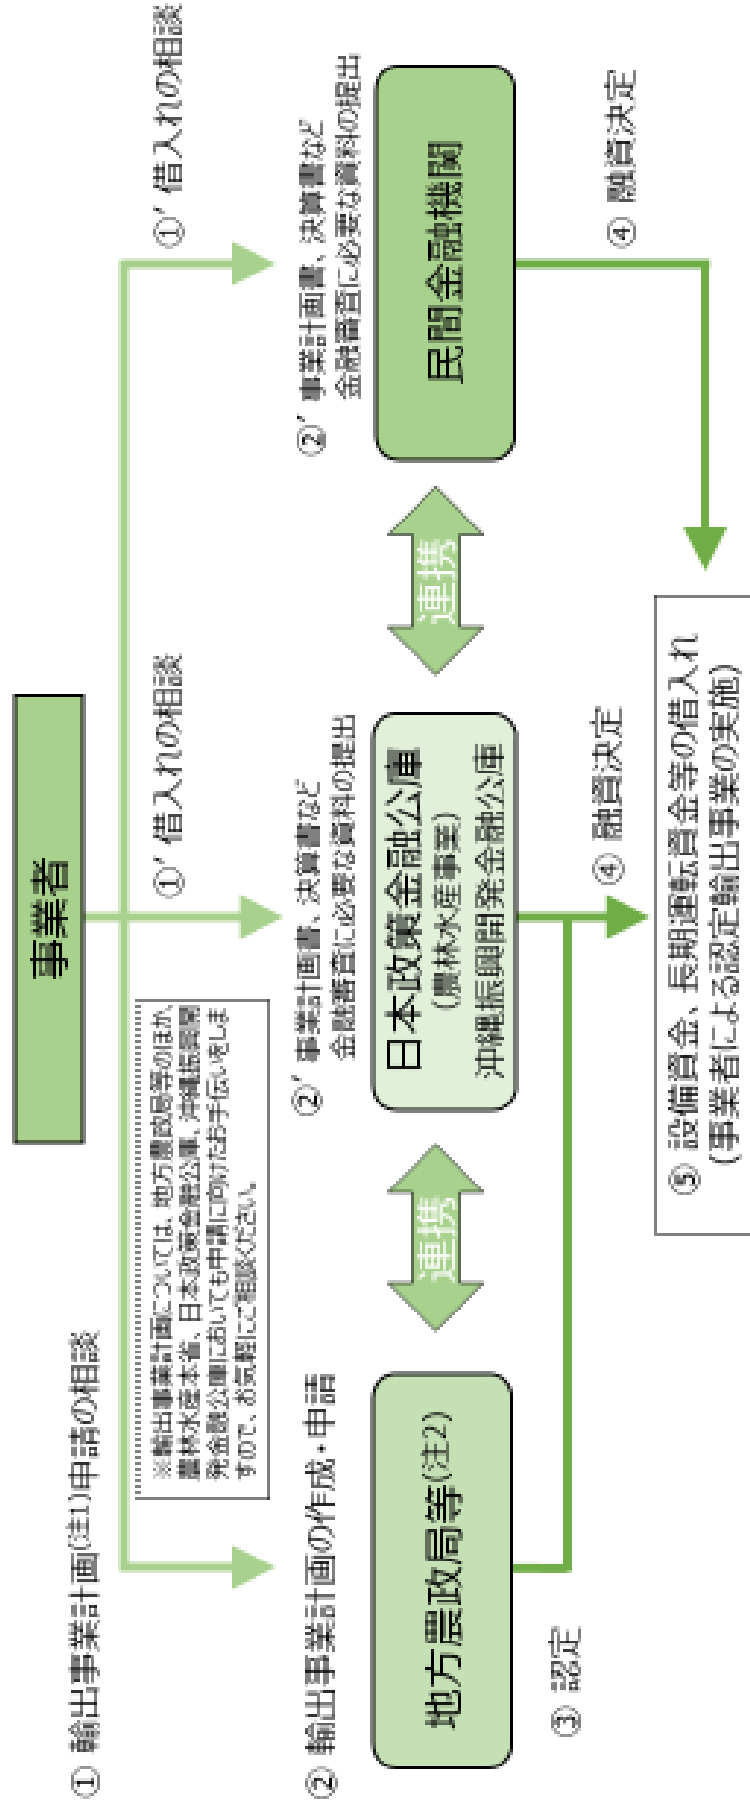 事業者
① 輸出事業計画(注1)申請の相談
①’ 借入れの相談
①’ 借入れの相談
※輸出事業計画については、地方農政局等のほか、
農林水産本省、日本政策金融公庫、沖縄振興開
発金融公庫においても申請に向けたお手伝いをしま
すので、お気軽にご相談ください。
② 輸出事業計画の作成・申請
②’ 事業計画書、決算書など
金融審査に必要な資料の提出
②’ 事業計画書、決算書など
金融審査に必要な資料の提出
地方農政局等(注2)
連携
日本政策金融公庫
(農林水産事業)
沖縄振興開発金融公庫
連携
民間金融機関
③ 認定
④ 融資決定
④ 融資決定
⑤ 設備資金、長期運転資金等の借入れ
(事業者による認定輸出事業の実施)